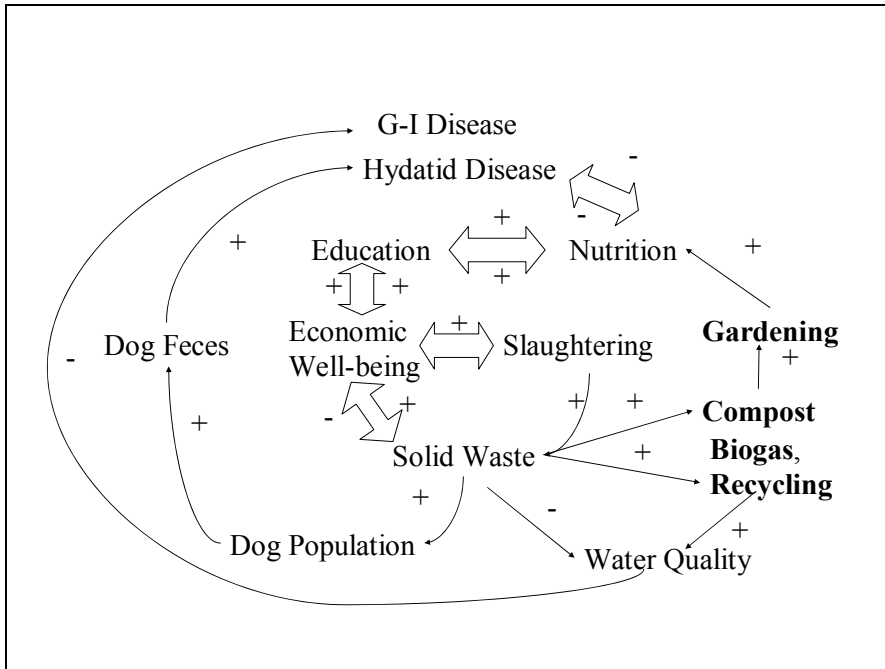 G-I Disease
Hydatid Disease
-
-
+
+
Education
Nutrition
+
+
+
+
Economic
Well-being
+
Slaughtering
Gardening
+
-
Dog Feces
-
+
+
+
Compost
Biogas,
Recycling
+
Solid Waste
+
+
-
+
Dog Population
Water Quality